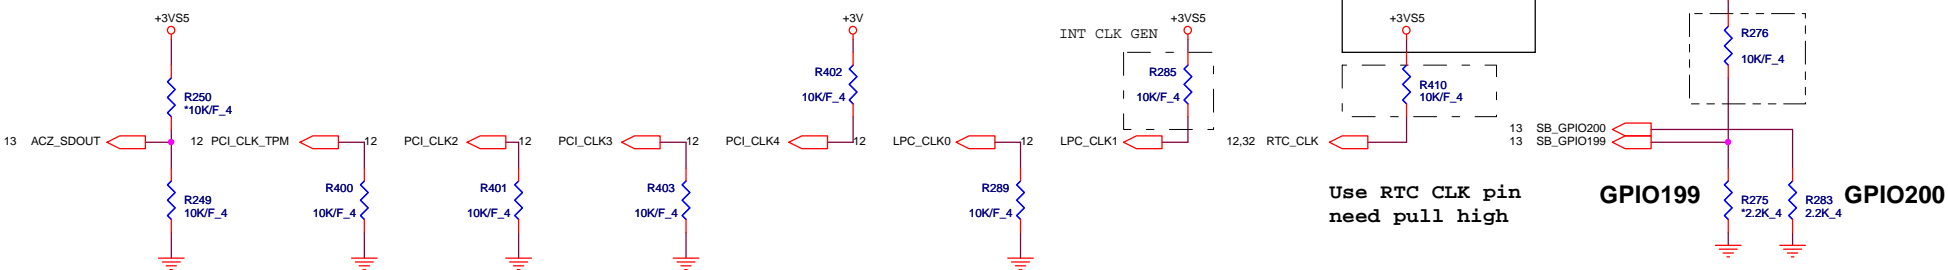 +3VS5
+3V
+3VS5
+3VS5
INT CLK GEN
R276
10K/F_4
R402
10K/F_4
R285
10K/F_4
R410
10K/F_4
R250
*10K/F_4
13 ACZ_SDOUT
12 PCI_CLK_TPM
12
PCI_CLK2
12
PCI_CLK3
12
PCI_CLK4
12
LPC_CLK0
12
LPC_CLK1
12,32 RTC_CLK
13 SB_GPIO200
13 SB_GPIO199
R249
10K/F_4
R400
10K/F_4
R401
10K/F_4
R403
10K/F_4
R289
10K/F_4
Use RTC CLK pin
need pull high
GPIO199
R275
*2.2K_4
R283
2.2K_4
GPIO200